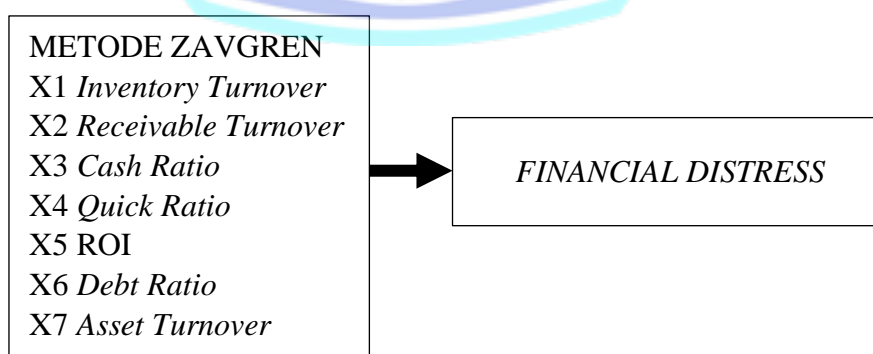 METODE ZAVGREN
X1 Inventory Turnover
X2 Receivable Turnover
X3 Cash Ratio
X4 Quick Ratio
X5 ROI
X6 Debt Ratio
X7 Asset Turnover
FINANCIAL DISTRESS